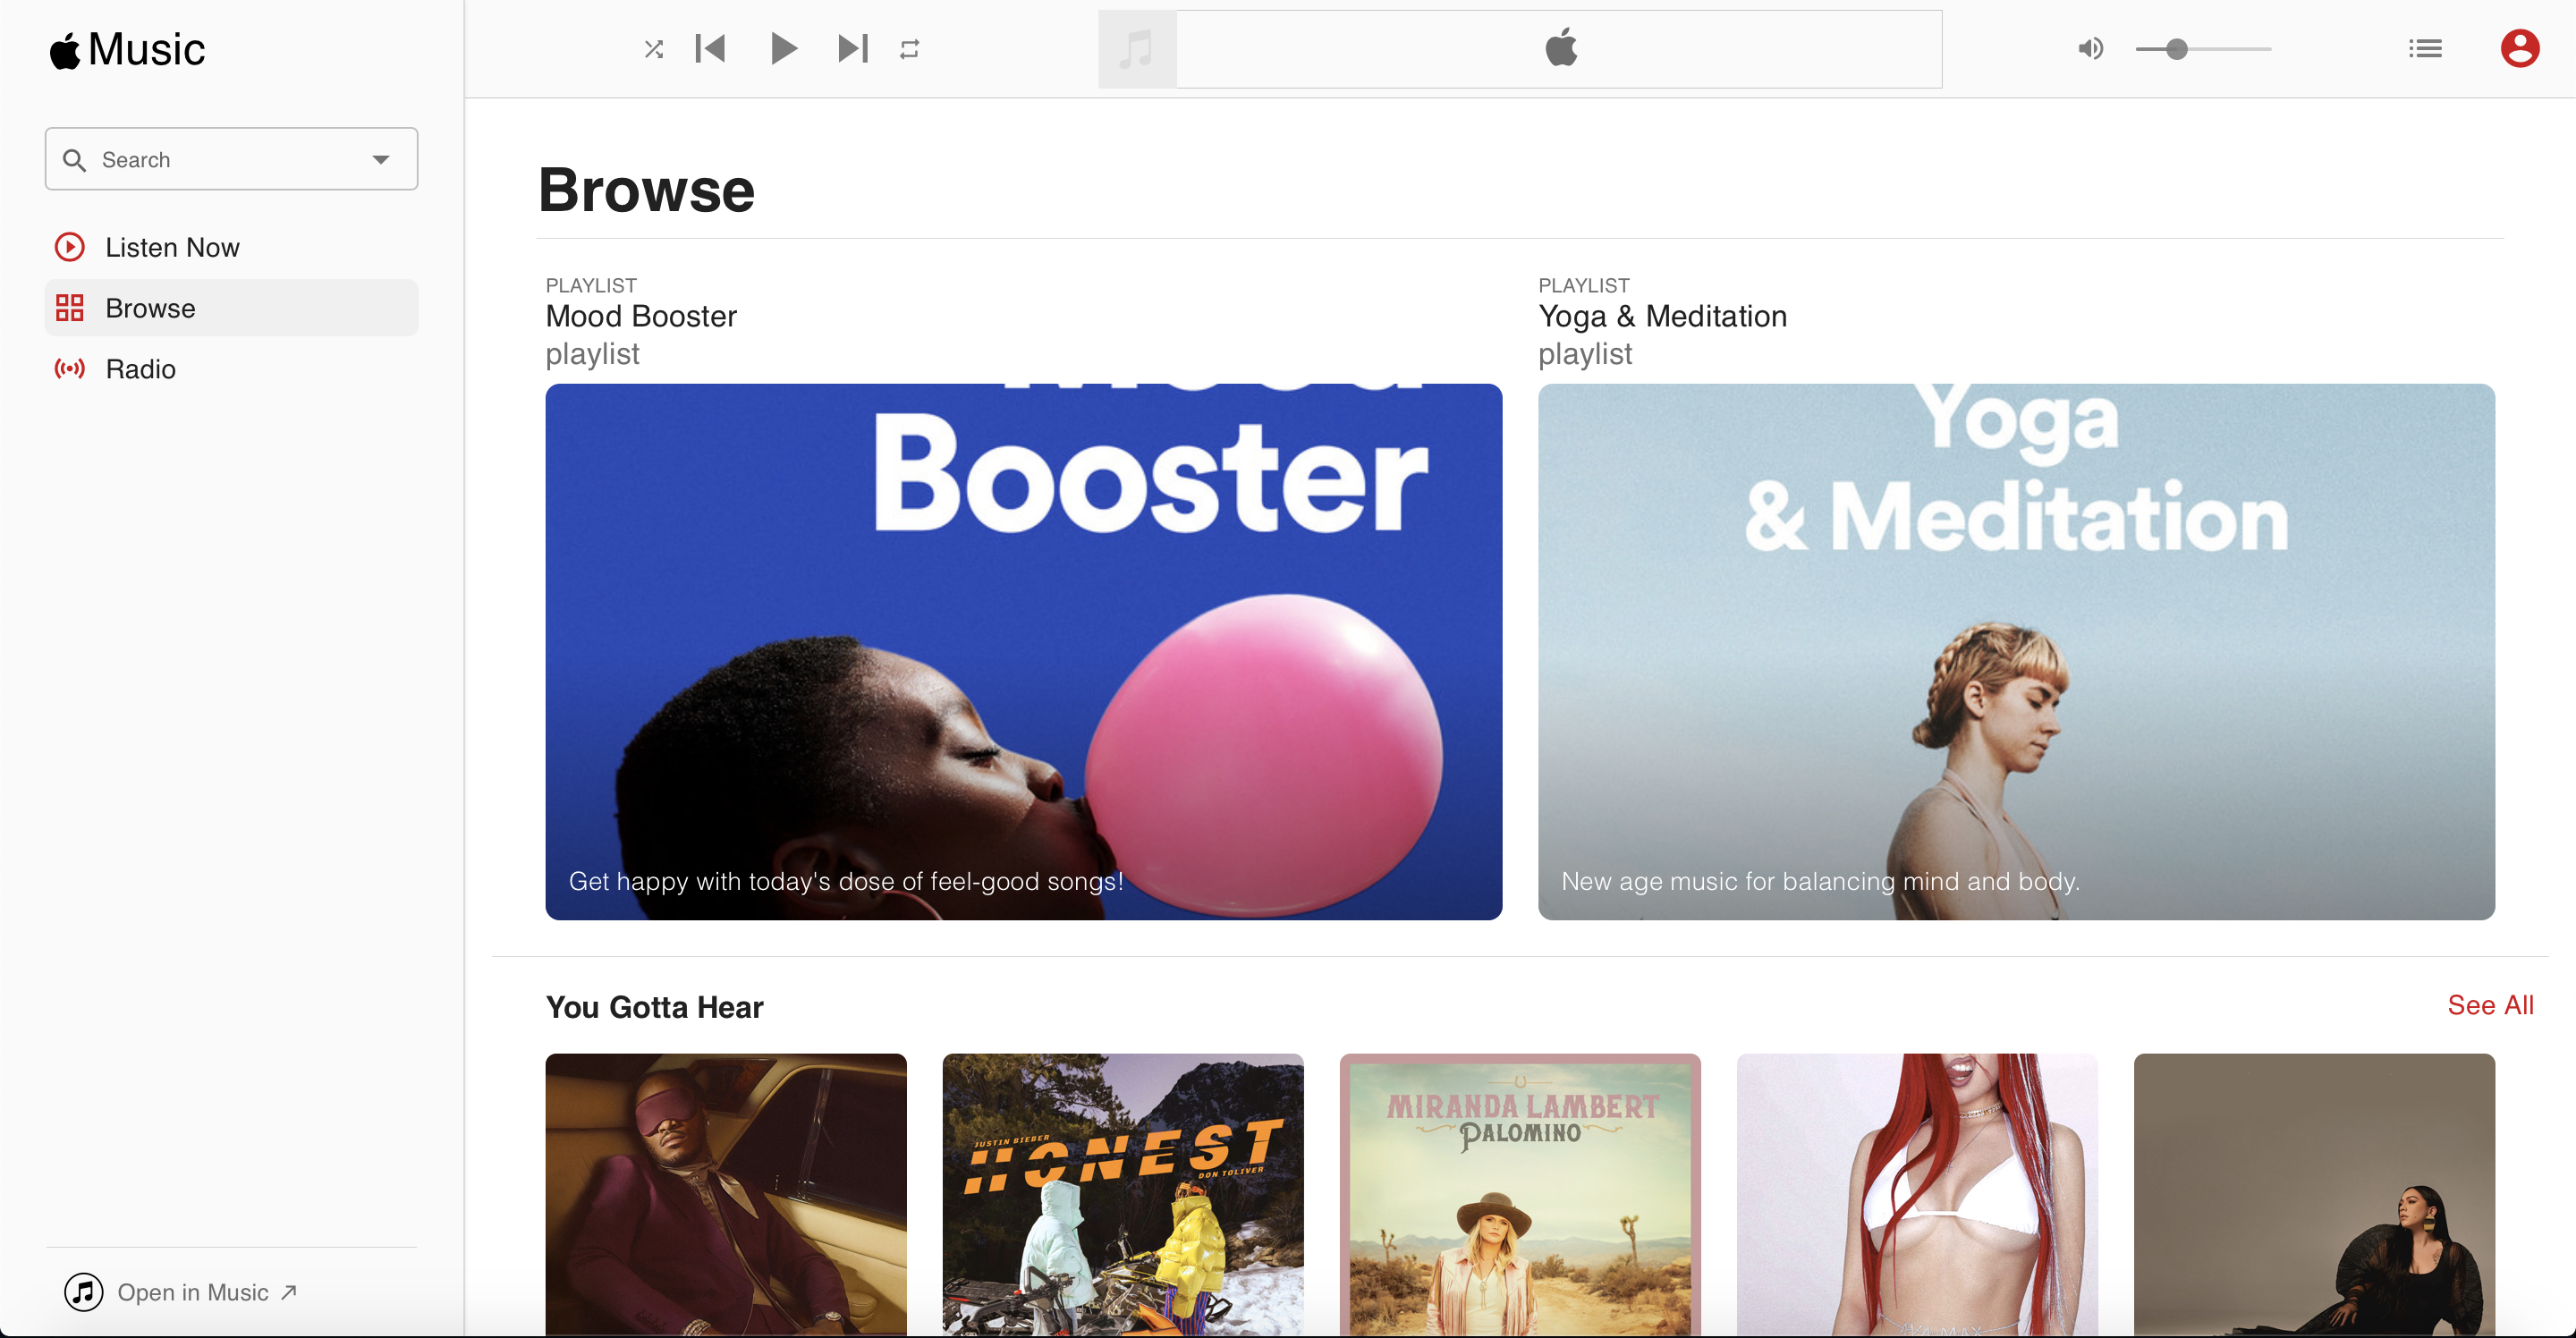 Music
Search
Listen Now
Browse
Radio
Open in Music
Browse
PLAYLIST
Mood Booster
playlist
Mood
Booster
Get happy with today's dose of feel-good songs!
PLAYLIST
Yoga & Meditation
playlist
Yoga
& Meditation
New age music for balancing mind and body.
You Gotta Hear
See All
JUSTIN BIEBER
HONEST
DON TOLIVER
MIRANDA LAMBERT
PALOMINO